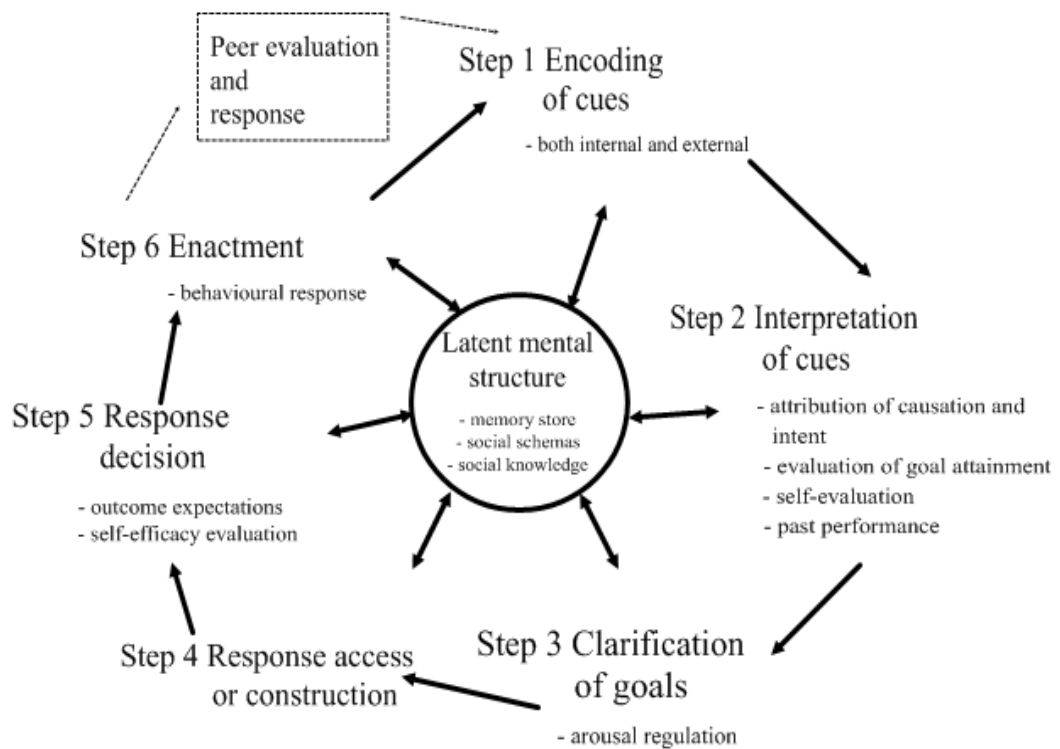 Peer evaluation
and
response
Step 1 Encoding
of cues
- both internal and external
Step 2 Interpretation
of cues
- attribution of causation and
intent
- evaluation of goal attainment
- self-evaluation
- past performance
Step 3 Clarification
of goals
- arousal regulation
Step 4 Response access
or construction
Step 5 Response
decision
- outcome expectations
- self-efficacy evaluation
Step 6 Enactment
- behavioural response
Latent mental
structure
- memory store
- social schemas
- social knowledge